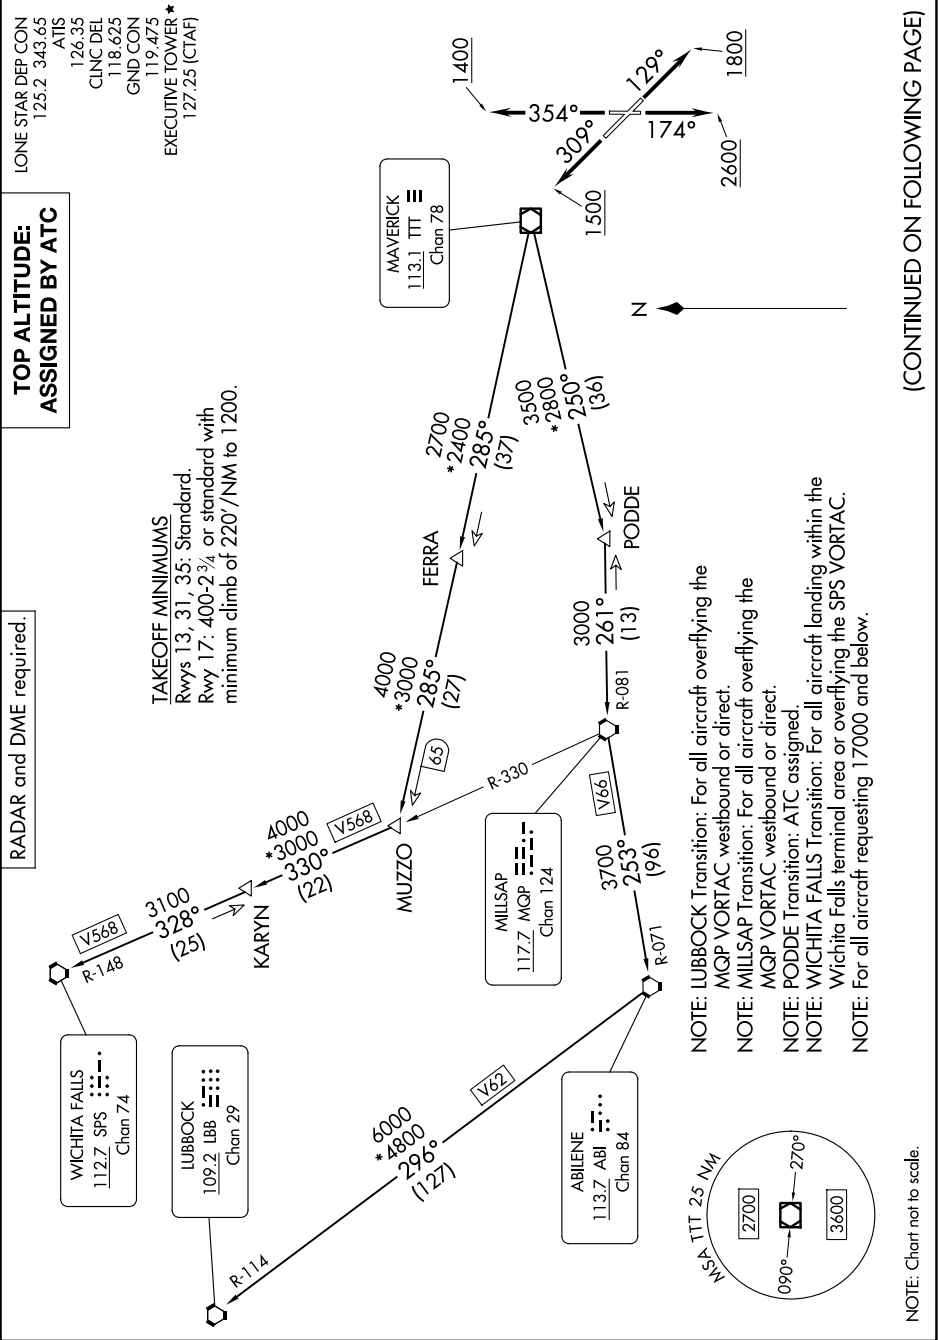 RADAR and DME required.
TOP ALTITUDE:
ASSIGNED BY ATC
LONE STAR DEP CON
125.2 343.65
ATIS
126.35
CLNC DEL
118.625
GND CON
119.475
EXECUTIVE TOWER ★
127.25 (CTAF)
TAKEOFF MINIMUMS
Rwys 13, 31, 35: Standard.
Rwy 17: 400-2¾ or standard with
minimum climb of 220'/NM to 1200.
WICHITA FALLS
112.7 SPS
Chan 74
LUBBOCK
109.2 LBB
Chan 29
R-148
V568
3100
328°
(25)
KARYN
4000
*3000
330°
(22)
V568
MUZZO
65
4000
*3000
285°
(27)
FERRA
2700
*2400
285°
(37)
MAVERICK
113.1 TTT
Chan 78
1400
354°
309°
1500
129°
1800
174°
2600
N
3500
*2800
250°
(36)
PODDE
3000
261°
(13)
R-081
R-330
MILLSAP
117.7 MQP
Chan 124
V66
3700
253°
(96)
R-071
ABILENE
113.7 ABI
Chan 84
V62
6000
*4800
296°
(127)
R-114
MSA TTT 25 NM
2700
270°
090°
3600
NOTE: LUBBOCK Transition: For all aircraft overflying the
MQP VORTAC westbound or direct.
NOTE: MILLSAP Transition: For all aircraft overflying the
MQP VORTAC westbound or direct.
NOTE: PODDE Transition: ATC assigned.
NOTE: WICHITA FALLS Transition: For all aircraft landing within the
Wichita Falls terminal area or overflying the SPS VORTAC.
NOTE: For all aircraft requesting 17000 and below.
NOTE: Chart not to scale.
(CONTINUED ON FOLLOWING PAGE)